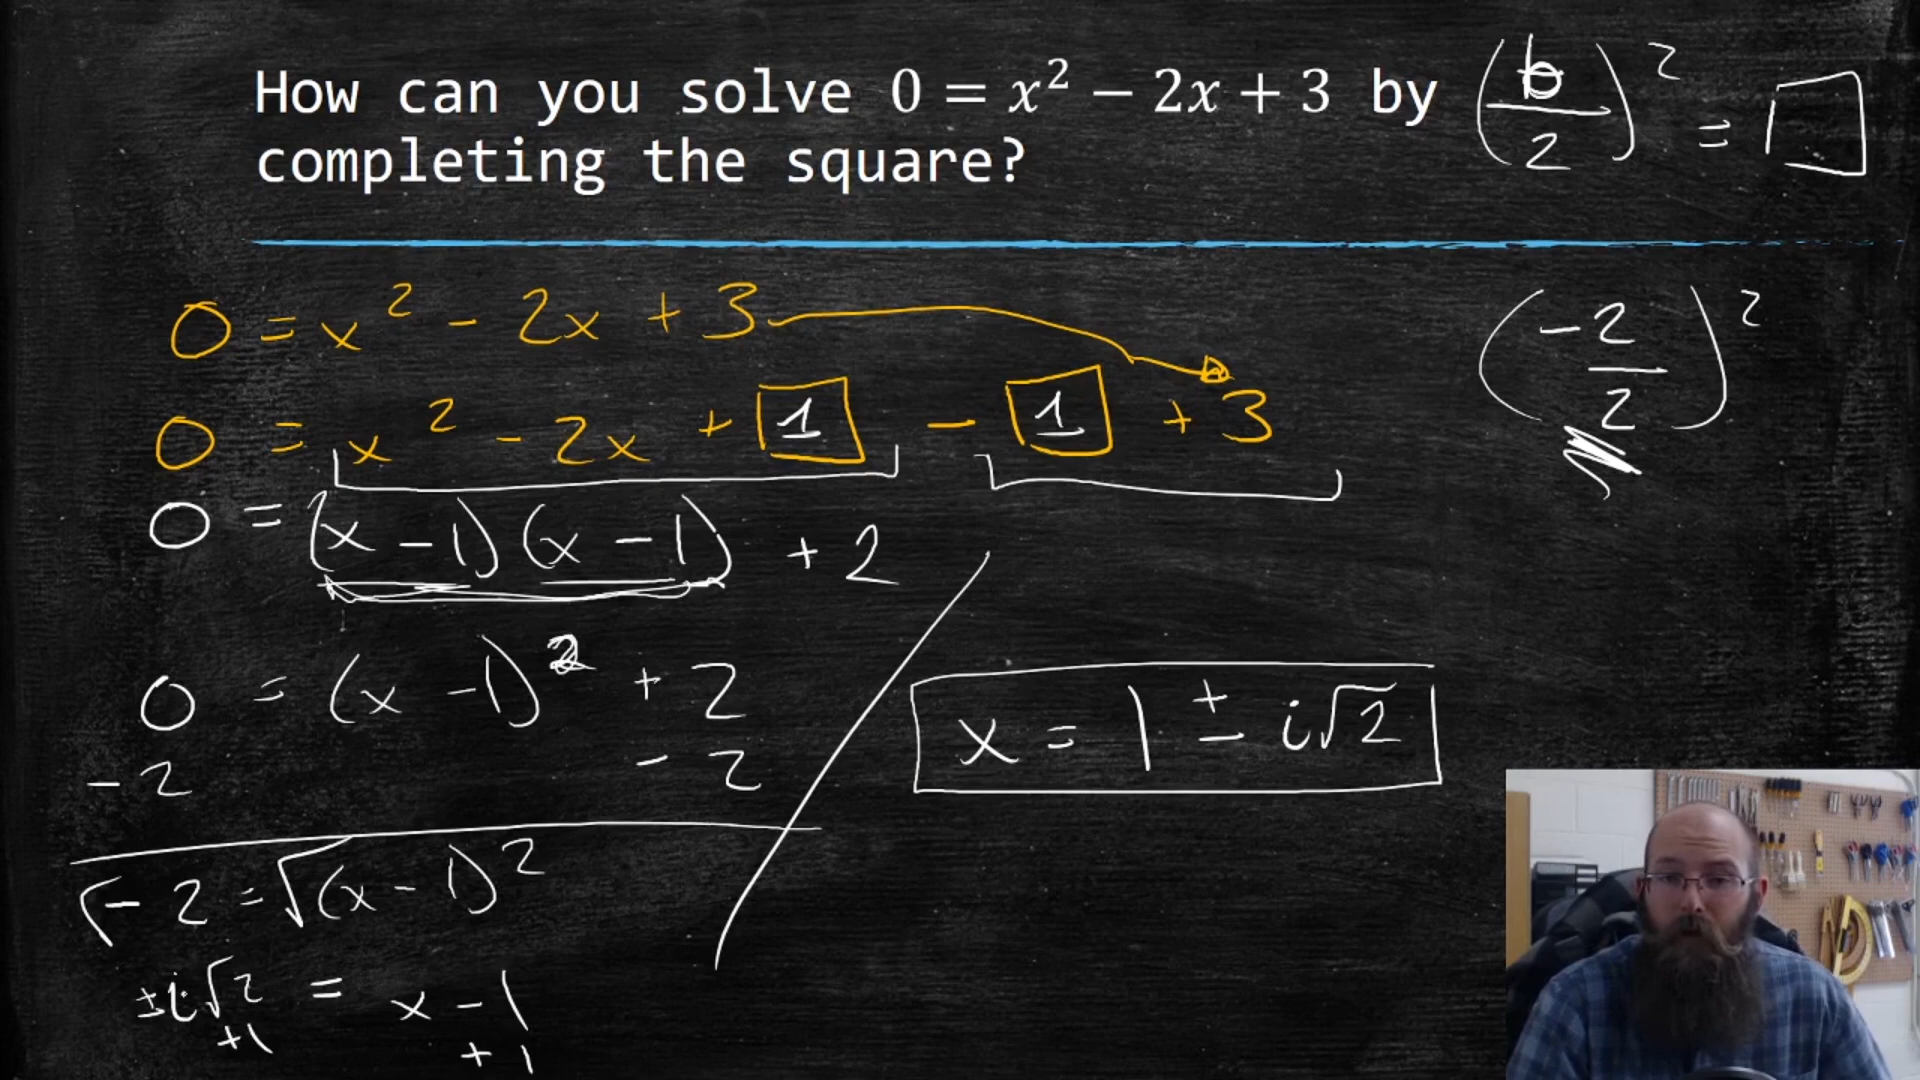 How can you solve 0 = x² − 2x + 3 by
completing the square?
(b/2)² = □
0 = x² - 2x + 3
(-2/2)²
0 = x² - 2x + 1 - 1 + 3
0 = (x - 1)(x - 1) + 2
0 = (x - 1)² + 2
- 2 - 2
x = 1 ± i√2
√-2 = √(x - 1)²
±i√2 = x - 1
+1 + 1